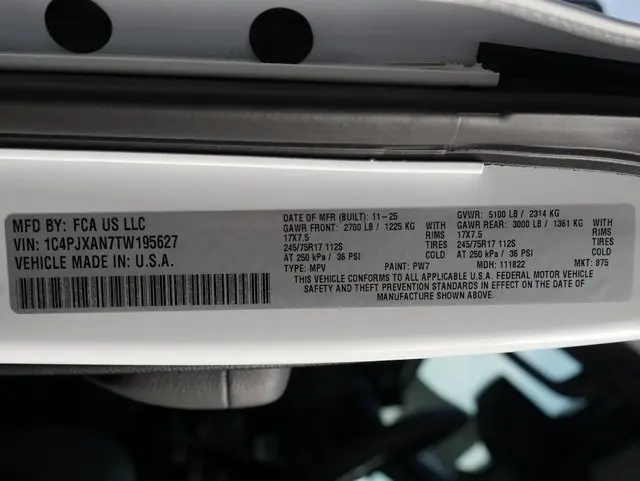 MFD BY: FCA US LLC
VIN: 1C4PJXAN7TW195627
VEHICLE MADE IN: U.S.A.
DATE OF MFR (BUILT): 11-25
GAWR FRONT: 2700 LB / 1225 KG WITH
17X7.5 RIMS
245/75R17 112S TIRES
AT 250 kPa / 36 PSI COLD
TYPE: MPV PAINT: PW7
GVWR: 5100 LB / 2314 KG
GAWR REAR: 3000 LB / 1361 KG WITH
17X7.5 RIMS
245/75R17 112S TIRES
AT 250 kPa / 36 PSI COLD
MDH: 111822 MKT: 875
THIS VEHICLE CONFORMS TO ALL APPLICABLE U.S.A. FEDERAL MOTOR VEHICLE
SAFETY AND THEFT PREVENTION STANDARDS IN EFFECT ON THE DATE OF
MANUFACTURE SHOWN ABOVE.